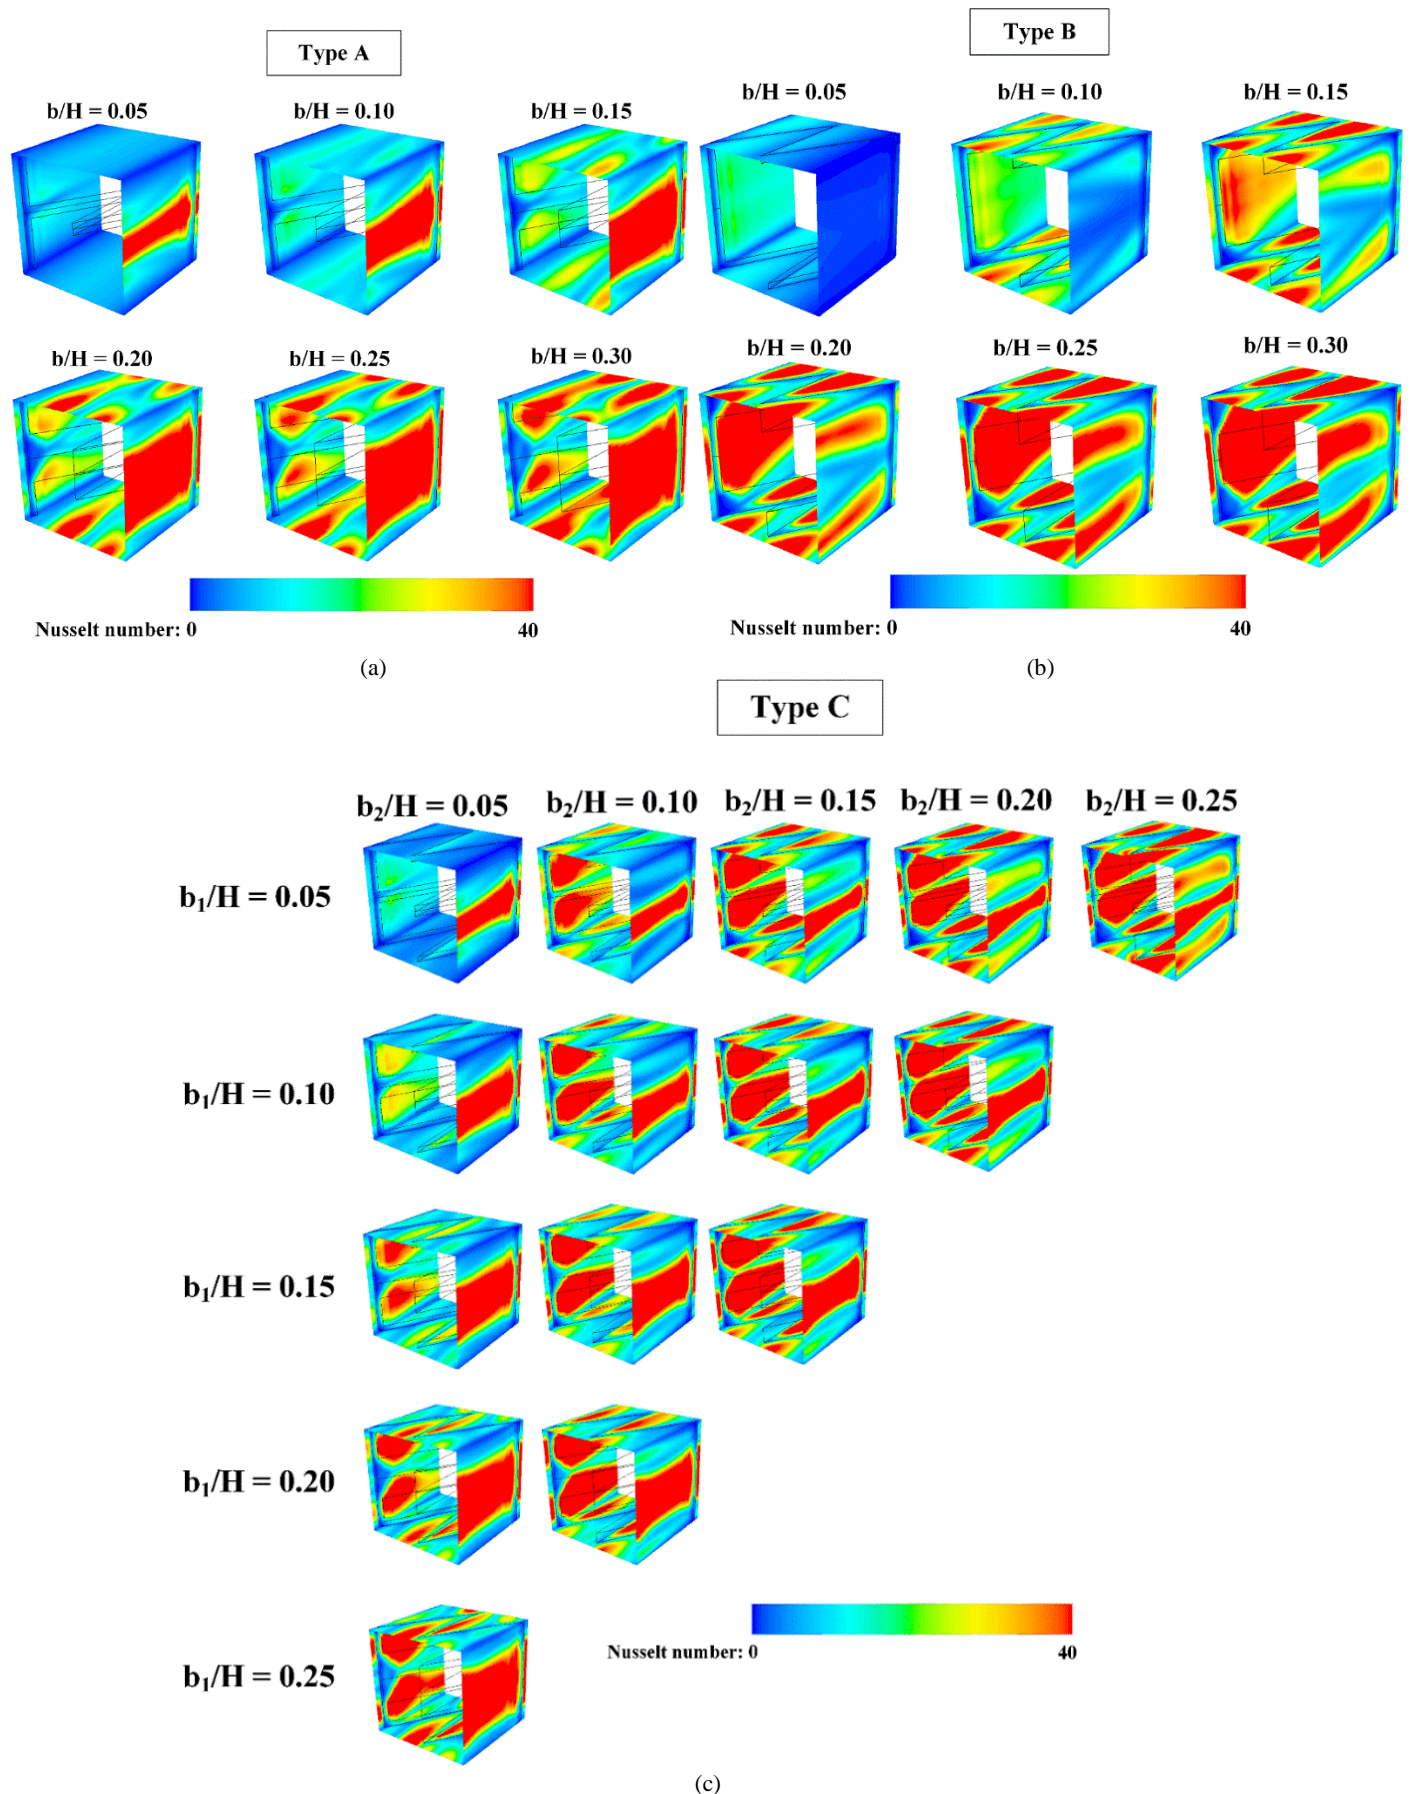 Type A
b/H = 0.05 b/H = 0.10 b/H = 0.15
b/H = 0.20 b/H = 0.25 b/H = 0.30
Nusselt number: 0 40
(a)
Type B
b/H = 0.05 b/H = 0.10 b/H = 0.15
b/H = 0.20 b/H = 0.25 b/H = 0.30
Nusselt number: 0 40
(b)
Type C
b₂/H = 0.05 b₂/H = 0.10 b₂/H = 0.15 b₂/H = 0.20 b₂/H = 0.25
b₁/H = 0.05
b₁/H = 0.10
b₁/H = 0.15
b₁/H = 0.20
b₁/H = 0.25
Nusselt number: 0 40
(c)